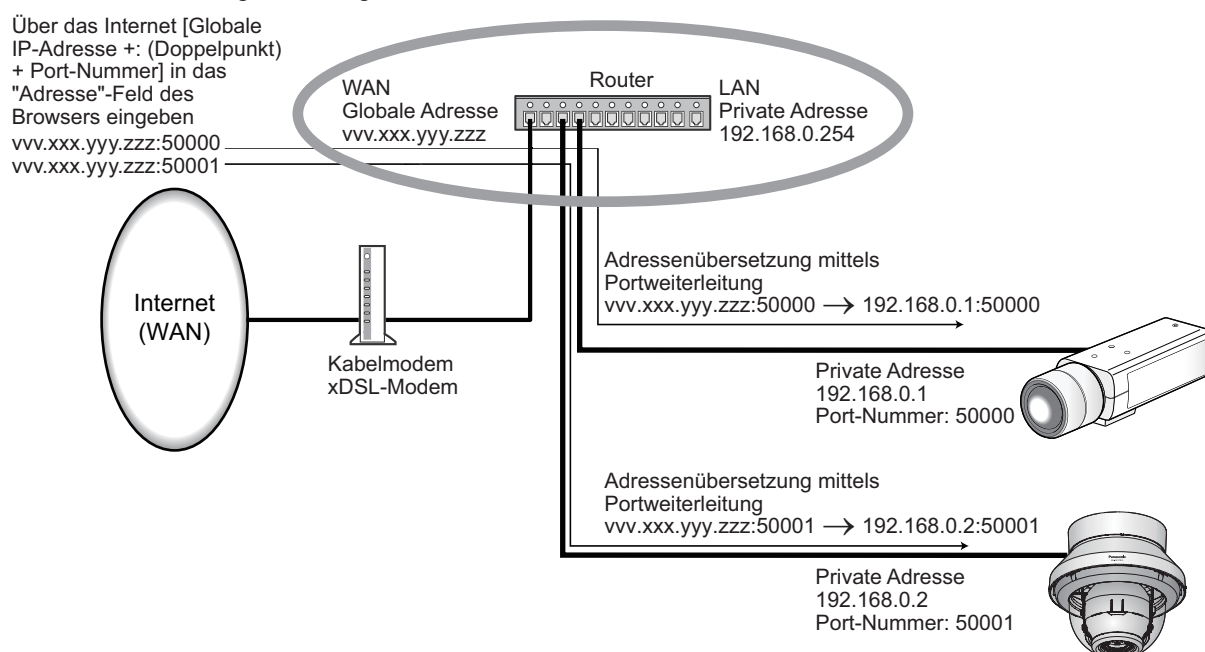 Über das Internet [Globale
IP-Adresse +: (Doppelpunkt)
+ Port-Nummer] in das
"Adresse"-Feld des
Browsers eingeben
vvv.xxx.yyy.zzz:50000
vvv.xxx.yyy.zzz:50001
WAN
Globale Adresse
vvv.xxx.yyy.zzz
Router
LAN
Private Adresse
192.168.0.254
Internet
(WAN)
Kabelmodem
xDSL-Modem
Adressenübersetzung mittels
Portweiterleitung
vvv.xxx.yyy.zzz:50000 → 192.168.0.1:50000
Private Adresse
192.168.0.1
Port-Nummer: 50000
Adressenübersetzung mittels
Portweiterleitung
vvv.xxx.yyy.zzz:50001 → 192.168.0.2:50001
Private Adresse
192.168.0.2
Port-Nummer: 50001
Panasonic